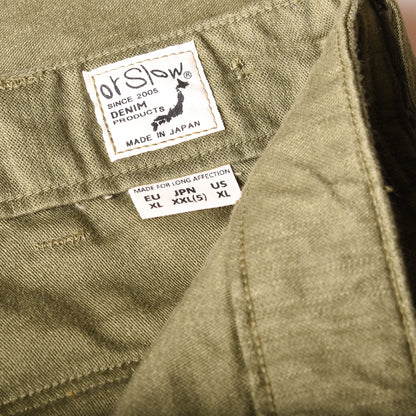 orSlow®
SINCE 2005
DENIM
PRODUCTS
MADE IN JAPAN
MADE FOR LONG AFFECTION
EU JPN US
XL XXL(5) XL